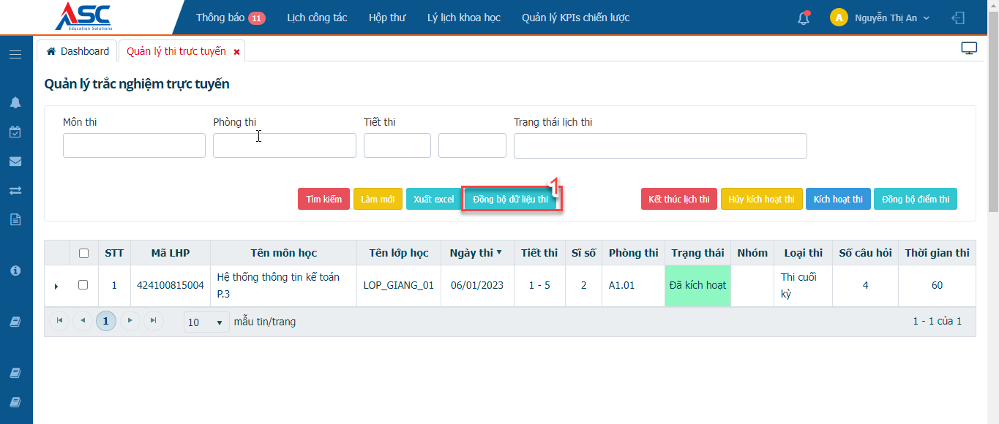 ASC
Education Solutions
Thông báo 11 Lịch công tác Hộp thư Lý lịch khoa học Quản lý KPIs chiến lược
A Nguyễn Thị An
Dashboard Quản lý thi trực tuyến
Quản lý trắc nghiệm trực tuyến
Môn thi Phòng thi Tiết thi Trạng thái lịch thi
1
Tìm kiếm Làm mới Xuất excel Đồng bộ dữ liệu thi Kết thúc lịch thi Hủy kích hoạt thi Kích hoạt thi Đồng bộ điểm thi
STT Mã LHP Tên môn học Tên lớp học Ngày thi Tiết thi Sĩ số Phòng thi Trạng thái Nhóm Loại thi Số câu hỏi Thời gian thi
1 424100815004 Hệ thống thông tin kế toán P.3 LOP_GIANG_01 06/01/2023 1 - 5 2 A1.01 Đã kích hoạt Thi cuối kỳ 4 60
1 10 mẫu tin/trang 1 - 1 của 1